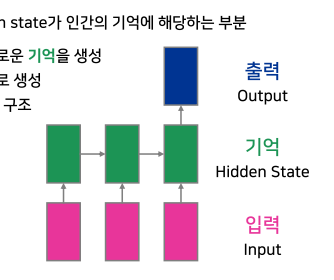 n state가 인간의 기억에 해당하는 부분
로운 기억을 생성
로 생성
구조
출력
Output
기억
Hidden State
입력
Input